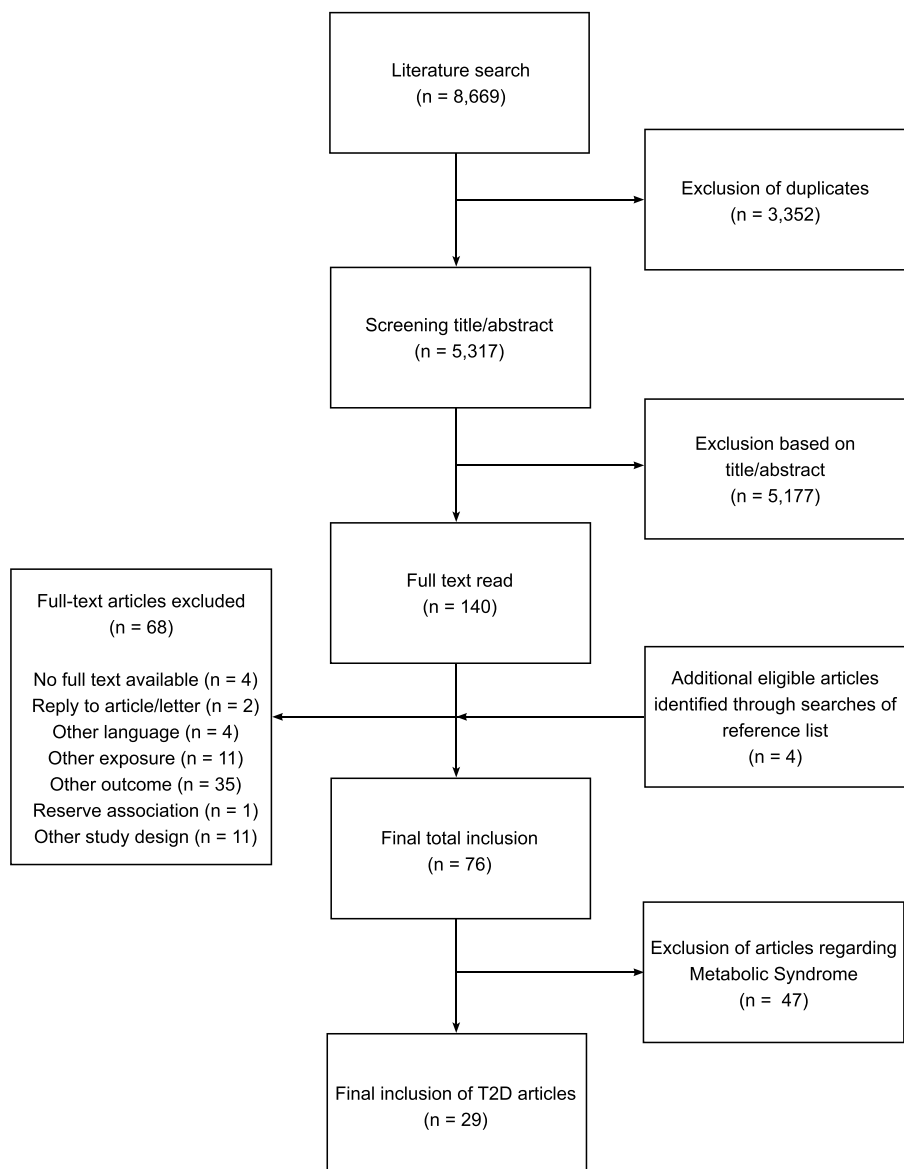 Literature search
(n = 8,669)
Exclusion of duplicates
(n = 3,352)
Screening title/abstract
(n = 5,317)
Exclusion based on
title/abstract
(n = 5,177)
Full text read
(n = 140)
Full-text articles excluded
(n = 68)
No full text available (n = 4)
Reply to article/letter (n = 2)
Other language (n = 4)
Other exposure (n = 11)
Other outcome (n = 35)
Reserve association (n = 1)
Other study design (n = 11)
Additional eligible articles
identified through searches of
reference list
(n = 4)
Final total inclusion
(n = 76)
Exclusion of articles regarding
Metabolic Syndrome
(n =  47)
Final inclusion of T2D articles
(n = 29)